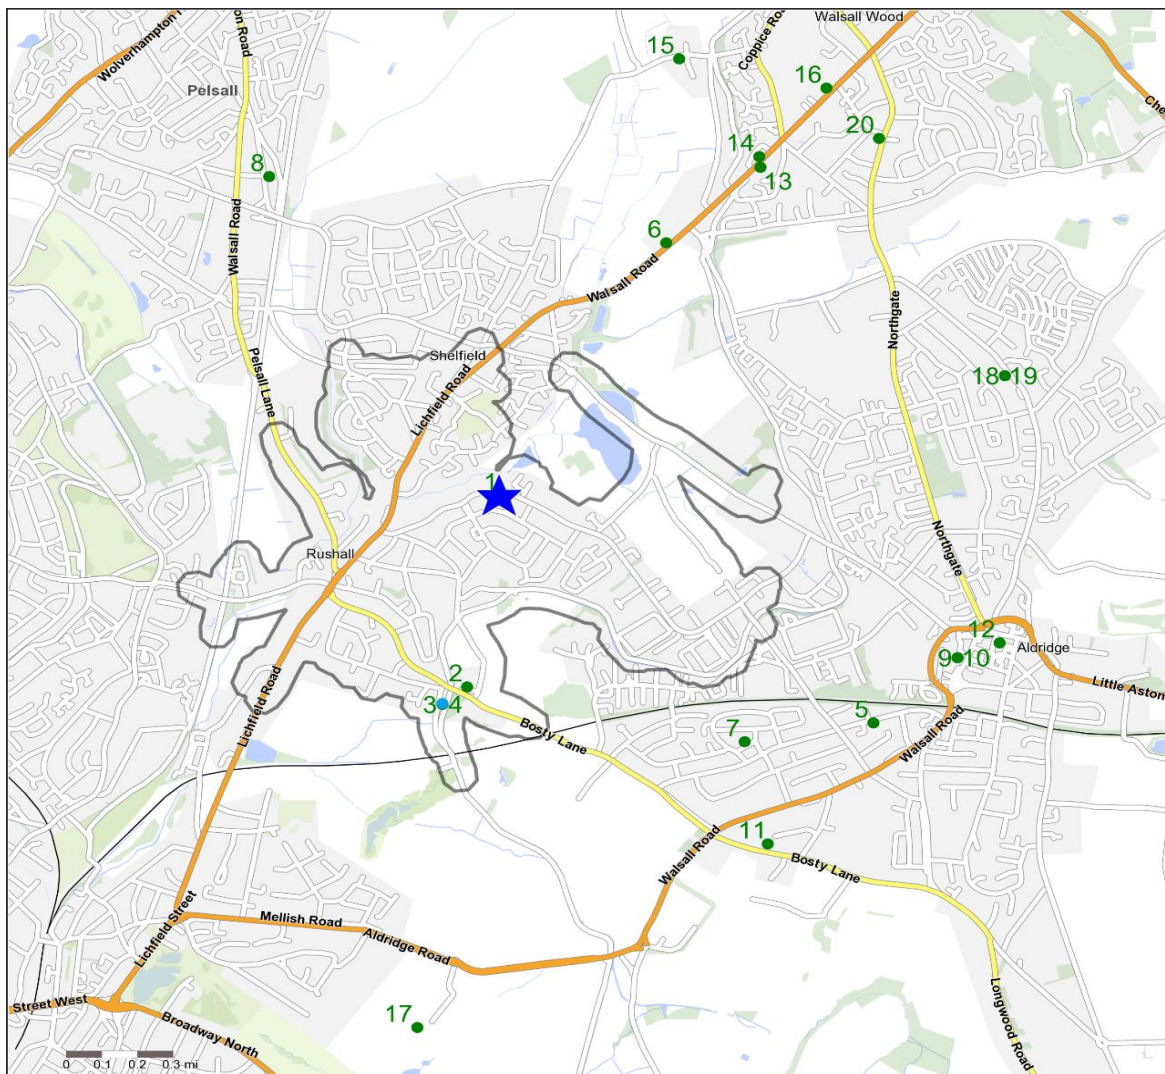 Walsall Wood
Wolverhampton
Road
Coppice Ro
Che
15
Pelsall
16
20
14
13
8
Walsall Road
6
Walsall Road
Northgate
Shelfield
Pelsall Lane
Lichfield Road
18 19
1
Northgate
Rushall
12
Aldridge
9 10
Little Aston
2
3 4
Lichfield Road
Bosty Lane
5
7
Walsall Road
11
Walsall Road
Bosty Lane
Lichfield Street
Mellish Road
Aldridge Road
Longwood Road
Street West
17
Broadway North
0 0.1 0.2 0.3 mi